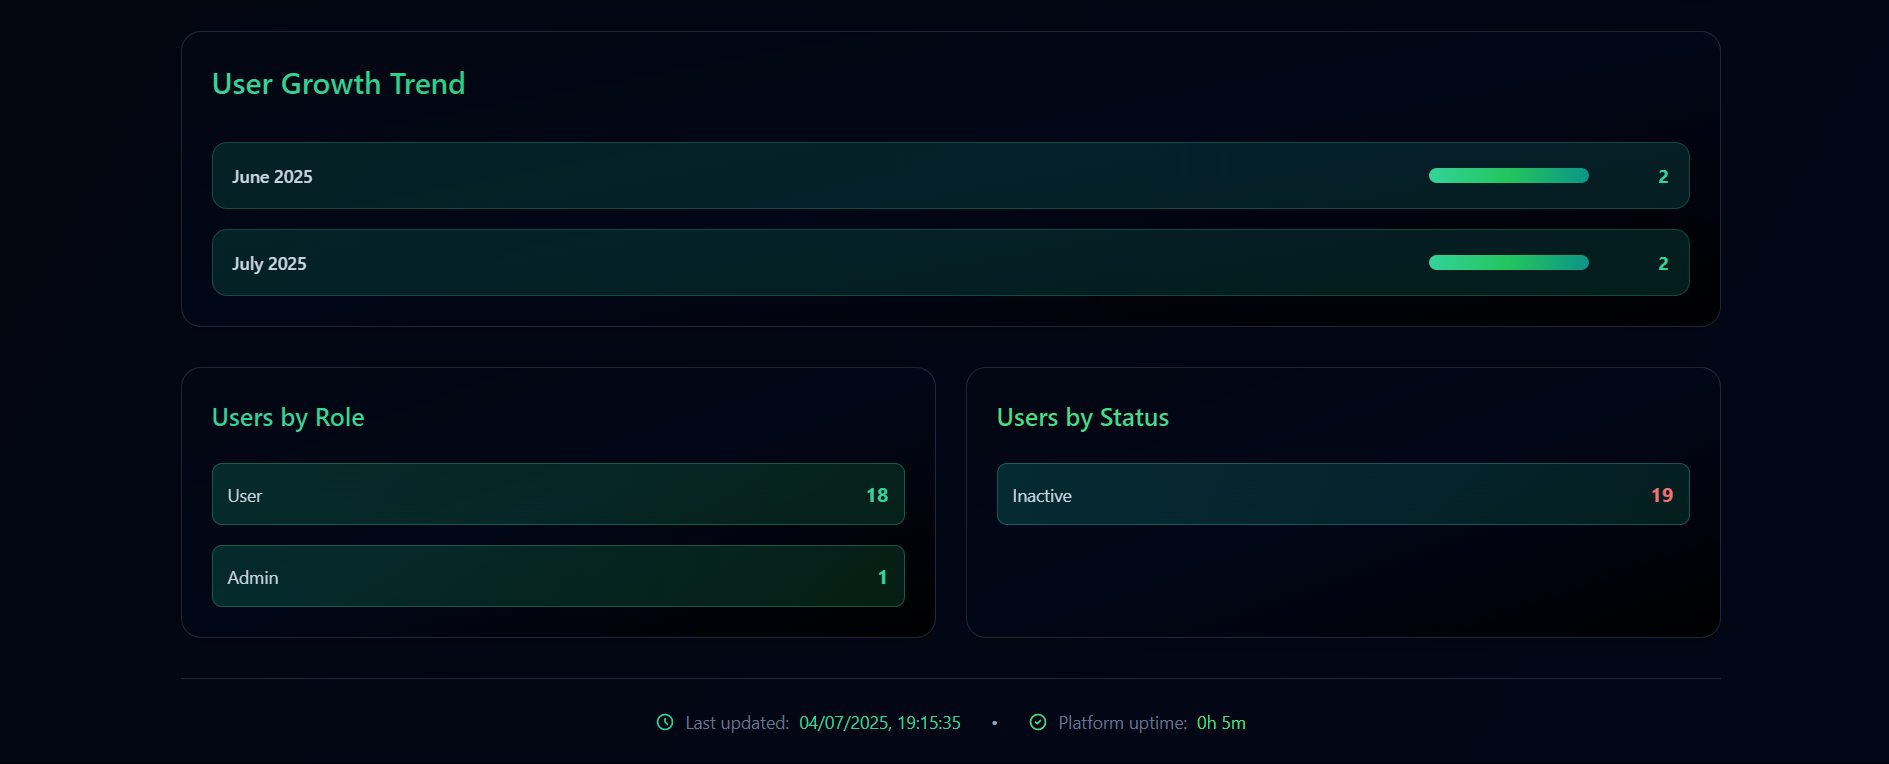 User Growth Trend
June 2025 2
July 2025 2
Users by Role
User 18
Admin 1
Users by Status
Inactive 19
Last updated: 04/07/2025, 19:15:35 • Platform uptime: 0h 5m